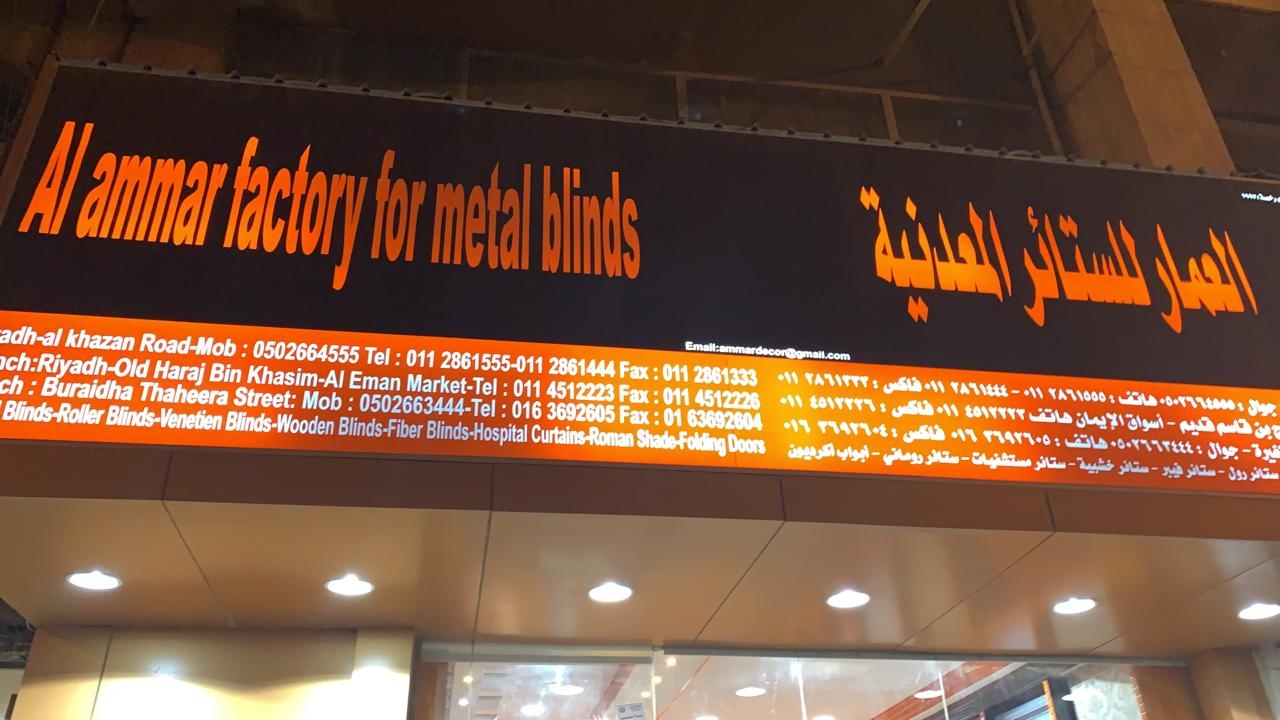 Al ammar factory for metal blinds
العمار للستائر المعدنية
Email:ammardecor@gmail.com
adh-al khazan Road-Mob : 0502664555 Tel : 011 2861555-011 2861444 Fax : 011 2861333
nch:Riyadh-Old Haraj Bin Khasim-Al Eman Market-Tel : 011 4512223 Fax : 011 4512226
ch : Buraidha Thaheera Street: Mob : 0502663444-Tel : 016 3692605 Fax : 01 63692604
Blinds-Roller Blinds-Venetien Blinds-Wooden Blinds-Fiber Blinds-Hospital Curtains-Roman Shade-Folding Doors
جوال : ٠٥٠٢٦٦٤٥٥٥ هاتف : ٢٨٦١٥٥٥ ٠١١ - ٢٨٦١٤٤٤ ٠١١ فاكس : ٢٨٦١٣٣٣ ٠١١
بن قاسم قديم - أسواق الإيمان هاتف ٤٥١٢٢٢٣ ٠١١ فاكس : ٤٥١٢٢٢٦ ٠١١
جوال : ٠٥٠٢٦٦٣٤٤٤ هاتف : ٣٦٩٢٦٠٥ ٠١٦ فاكس : ٣٦٩٢٦٠٤ ٠١٦
ستائر رول - ستائر فيبر - ستائر خشبية - ستائر مستشفيات - ستائر روماني - أبواب أكرديون